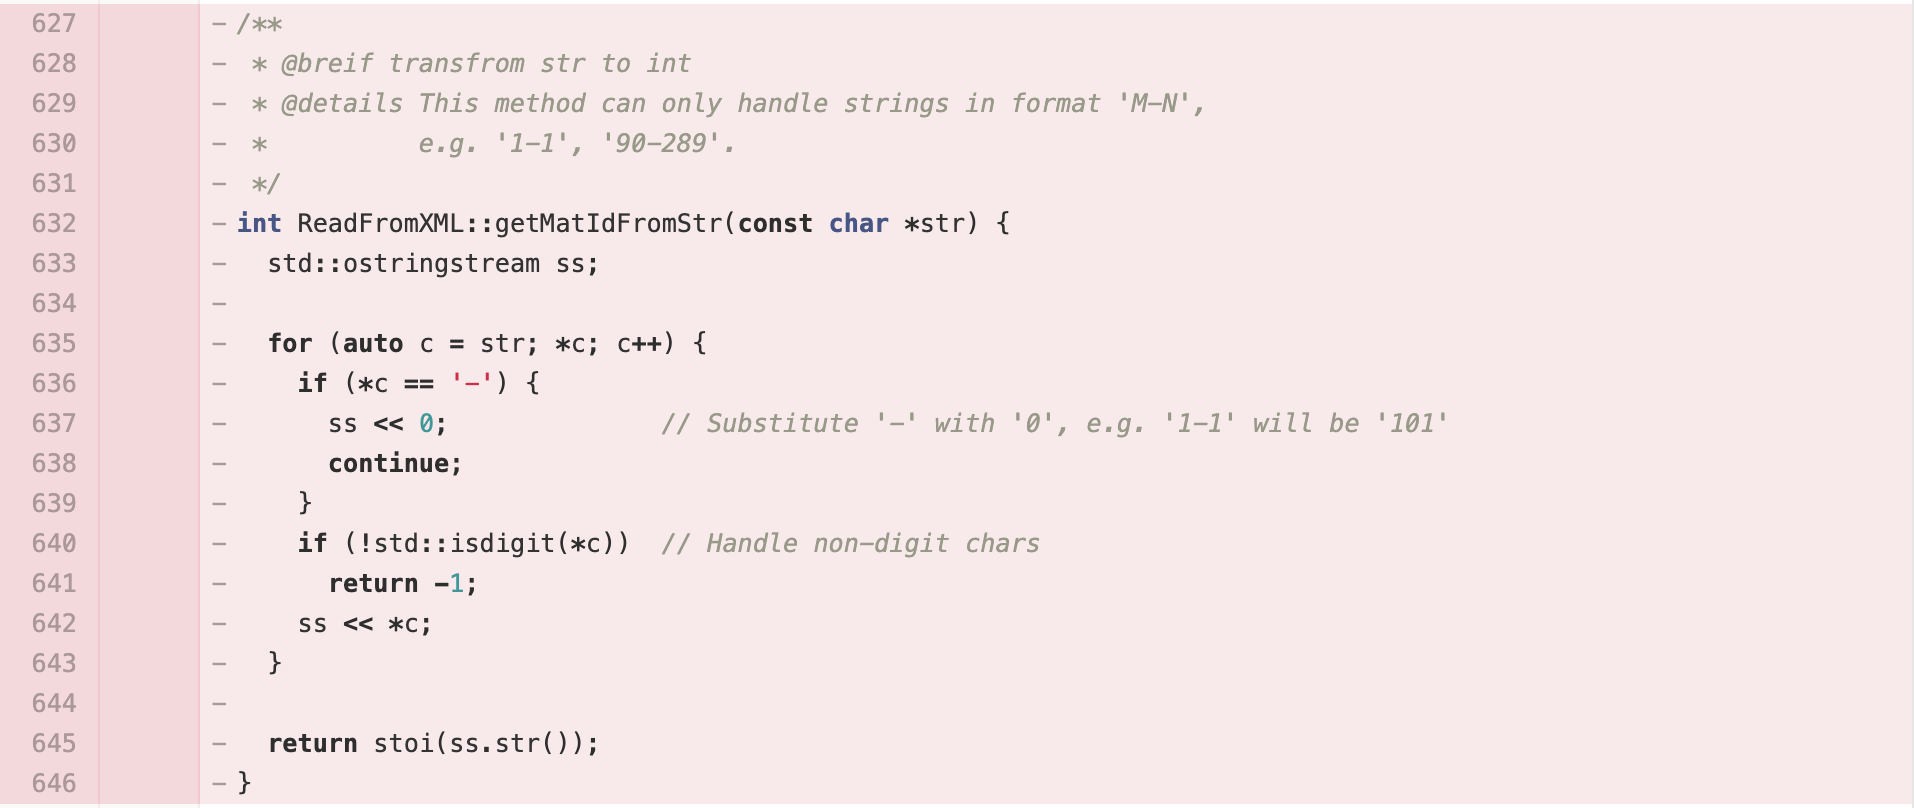 627 - /**
628 - * @breif transfrom str to int
629 - * @details This method can only handle strings in format 'M-N',
630 - * e.g. '1-1', '90-289'.
631 - */
632 - int ReadFromXML::getMatIdFromStr(const char *str) {
633 - std::ostringstream ss;
634 -
635 - for (auto c = str; *c; c++) {
636 - if (*c == '-') {
637 - ss << 0; // Substitute '-' with '0', e.g. '1-1' will be '101'
638 - continue;
639 - }
640 - if (!std::isdigit(*c)) // Handle non-digit chars
641 - return -1;
642 - ss << *c;
643 - }
644 -
645 - return stoi(ss.str());
646 - }